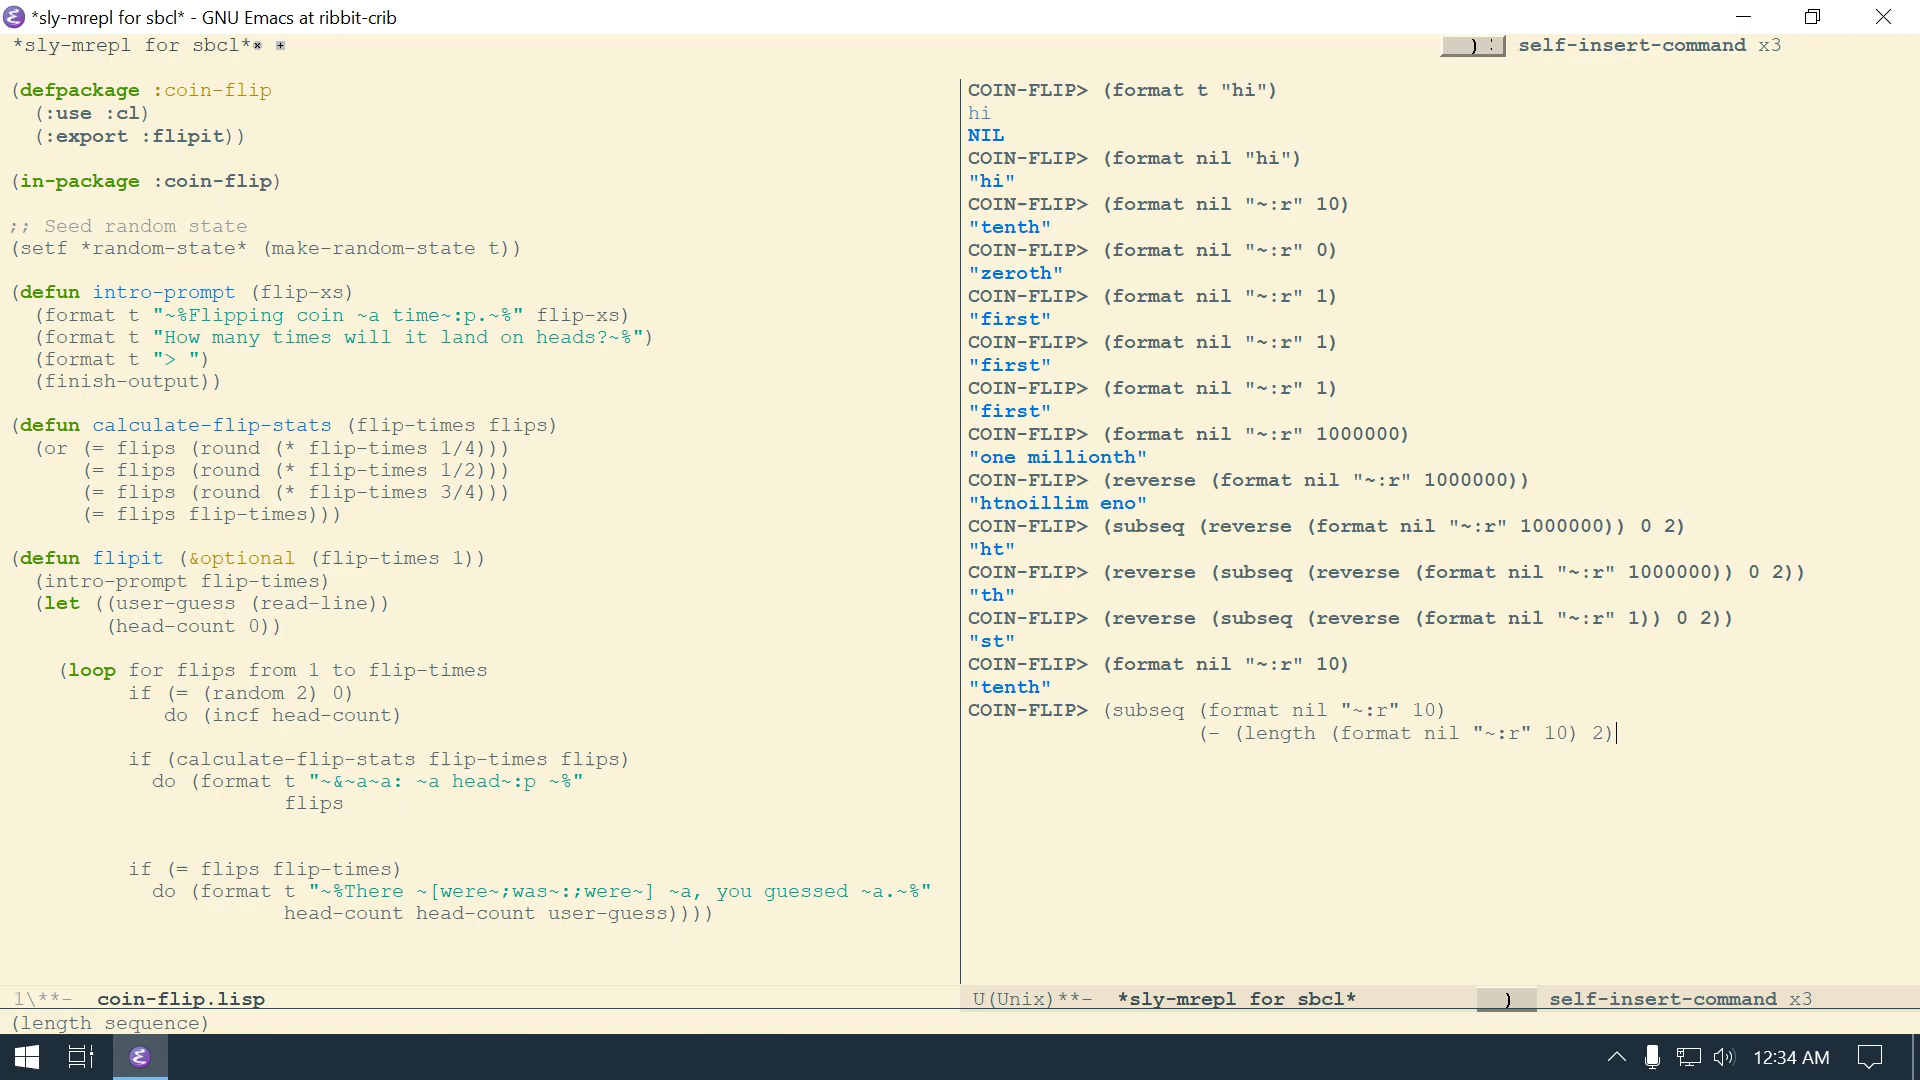 *sly-mrepl for sbcl* - GNU Emacs at ribbit-crib
*sly-mrepl for sbcl*
) : self-insert-command x3
(defpackage :coin-flip
  (:use :cl)
  (:export :flipit))
(in-package :coin-flip)
;; Seed random state
(setf *random-state* (make-random-state t))
(defun intro-prompt (flip-xs)
  (format t "~%Flipping coin ~a time~:p.~%" flip-xs)
  (format t "How many times will it land on heads?~%")
  (format t "> ")
  (finish-output))
(defun calculate-flip-stats (flip-times flips)
  (or (= flips (round (* flip-times 1/4)))
      (= flips (round (* flip-times 1/2)))
      (= flips (round (* flip-times 3/4)))
      (= flips flip-times)))
(defun flipit (&optional (flip-times 1))
  (intro-prompt flip-times)
  (let ((user-guess (read-line))
        (head-count 0))
    (loop for flips from 1 to flip-times
          if (= (random 2) 0)
             do (incf head-count)
          if (calculate-flip-stats flip-times flips)
            do (format t "~&~a~a: ~a head~:p ~%"
                       flips
          if (= flips flip-times)
            do (format t "~%There ~[were~;was~:;were~] ~a, you guessed ~a.~%"
                       head-count head-count user-guess))))
1\**-  coin-flip.lisp
COIN-FLIP> (format t "hi")
hi
NIL
COIN-FLIP> (format nil "hi")
"hi"
COIN-FLIP> (format nil "~:r" 10)
"tenth"
COIN-FLIP> (format nil "~:r" 0)
"zeroth"
COIN-FLIP> (format nil "~:r" 1)
"first"
COIN-FLIP> (format nil "~:r" 1)
"first"
COIN-FLIP> (format nil "~:r" 1)
"first"
COIN-FLIP> (format nil "~:r" 1000000)
"one millionth"
COIN-FLIP> (reverse (format nil "~:r" 1000000))
"htnoillim eno"
COIN-FLIP> (subseq (reverse (format nil "~:r" 1000000)) 0 2)
"ht"
COIN-FLIP> (reverse (subseq (reverse (format nil "~:r" 1000000)) 0 2))
"th"
COIN-FLIP> (reverse (subseq (reverse (format nil "~:r" 1)) 0 2))
"st"
COIN-FLIP> (format nil "~:r" 10)
"tenth"
COIN-FLIP> (subseq (format nil "~:r" 10)
                   (- (length (format nil "~:r" 10) 2)
U(Unix)**-  *sly-mrepl for sbcl*  )  self-insert-command x3
(length sequence)
12:34 AM